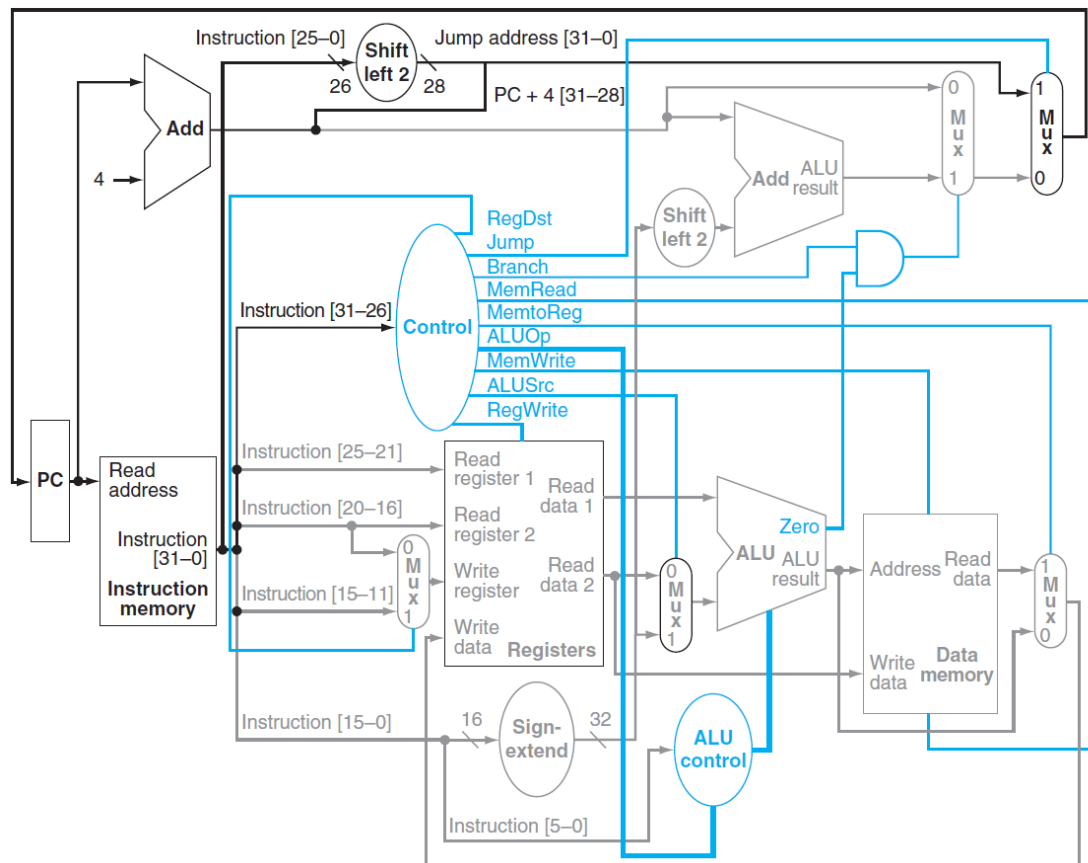 Instruction [25–0]
Shift
left 2
Jump address [31–0]
26
28
PC + 4 [31–28]
Add
4
0
M
u
x
1
1
M
u
x
0
Add
ALU
result
Shift
left 2
RegDst
Jump
Branch
MemRead
MemtoReg
ALUOp
MemWrite
ALUSrc
RegWrite
Instruction [31–26]
Control
PC
Read
address
Instruction
[31–0]
Instruction
memory
Instruction [25–21]
Instruction [20–16]
Instruction [15–11]
0
M
u
x
1
Read
register 1
Read
register 2
Write
register
Write
data
Read
data 1
Read
data 2
Registers
0
M
u
x
1
Zero
ALU
ALU
result
Address
Read
data
Write
data
Data
memory
1
M
u
x
0
Instruction [15–0]
16
Sign-
extend
32
ALU
control
Instruction [5–0]